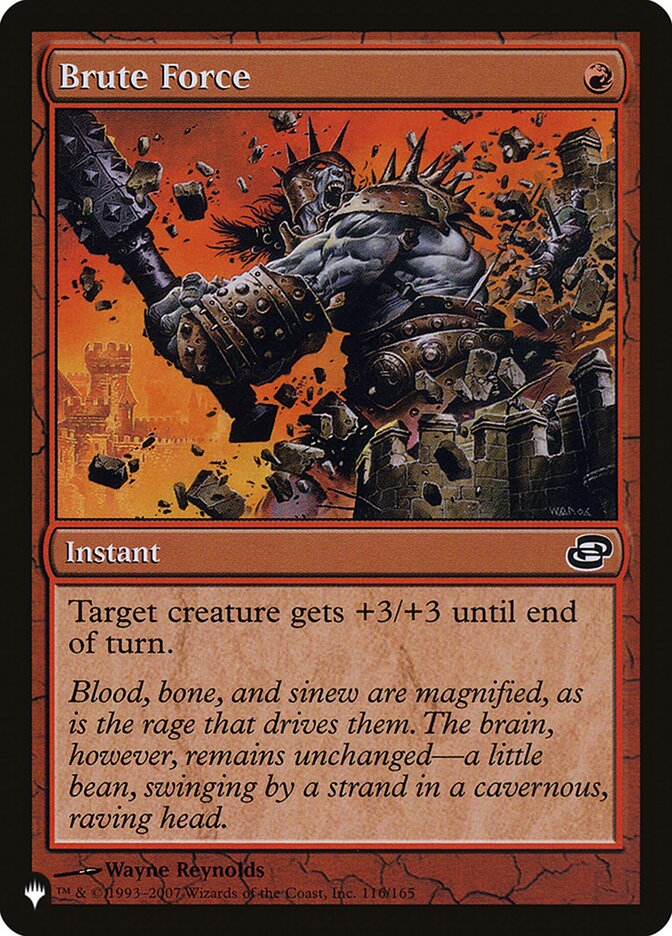 Brute Force
W.A.R. 06
Instant
Target creature gets +3/+3 until end
of turn.
Blood, bone, and sinew are magnified, as
is the rage that drives them. The brain,
however, remains unchanged—a little
bean, swinging by a strand in a cavernous,
raving head.
Wayne Reynolds
™ & © 1993–2007 Wizards of the Coast, Inc. 116/165